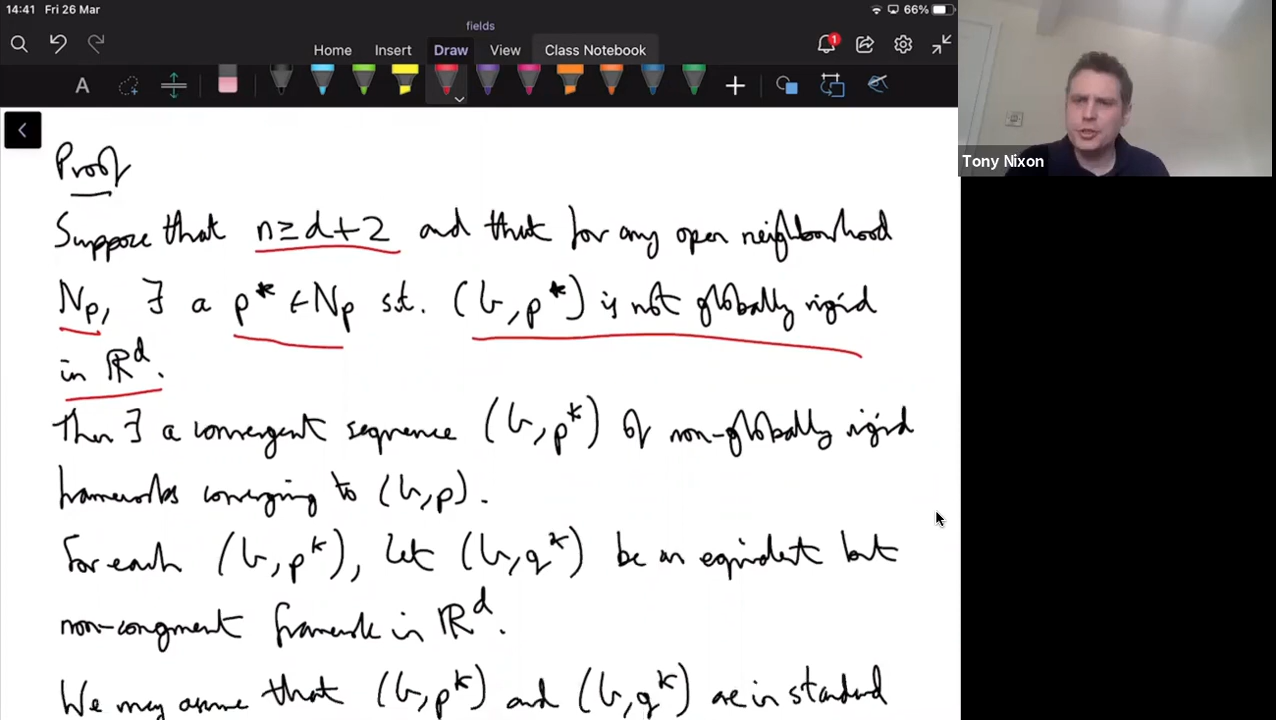 14:41 Fri 26 Mar
66%
fields
Home Insert Draw View Class Notebook
1
A
Tony Nixon
Proof
Suppose that n ≥ d+2 and that for any open neighbourhood
Np, ∃ a p* ∈ Np s.t. (G, p*) is not globally rigid
in ℝᵈ.
Then ∃ a convergent sequence (G, pᵏ) of non-globally rigid
frameworks converging to (G, p).
For each (G, pᵏ), let (G, qᵏ) be an equivalent but
non-congruent framework in ℝᵈ.
We may assume that (G, pᵏ) and (G, qᵏ) are in standard